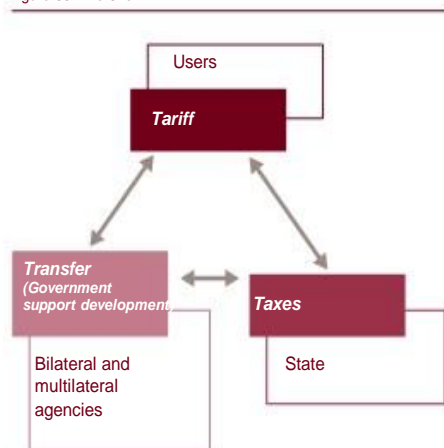 Users
Tariff
Transfer
(Government
support development)
Taxes
Bilateral and
multilateral
agencies
State